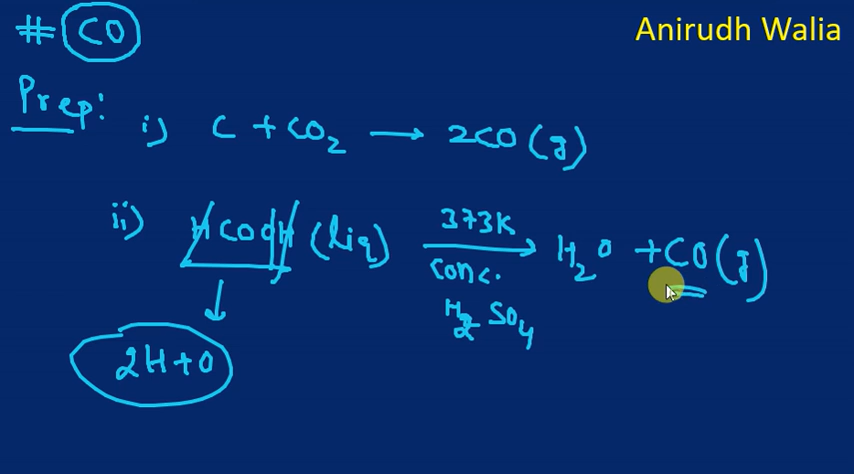 # CO
Anirudh Walia
Prep:
i) C + CO2 → 2CO(g)
ii) HCOOH (liq) 373K → conc. H2SO4 H2O + CO(g)
2H+O